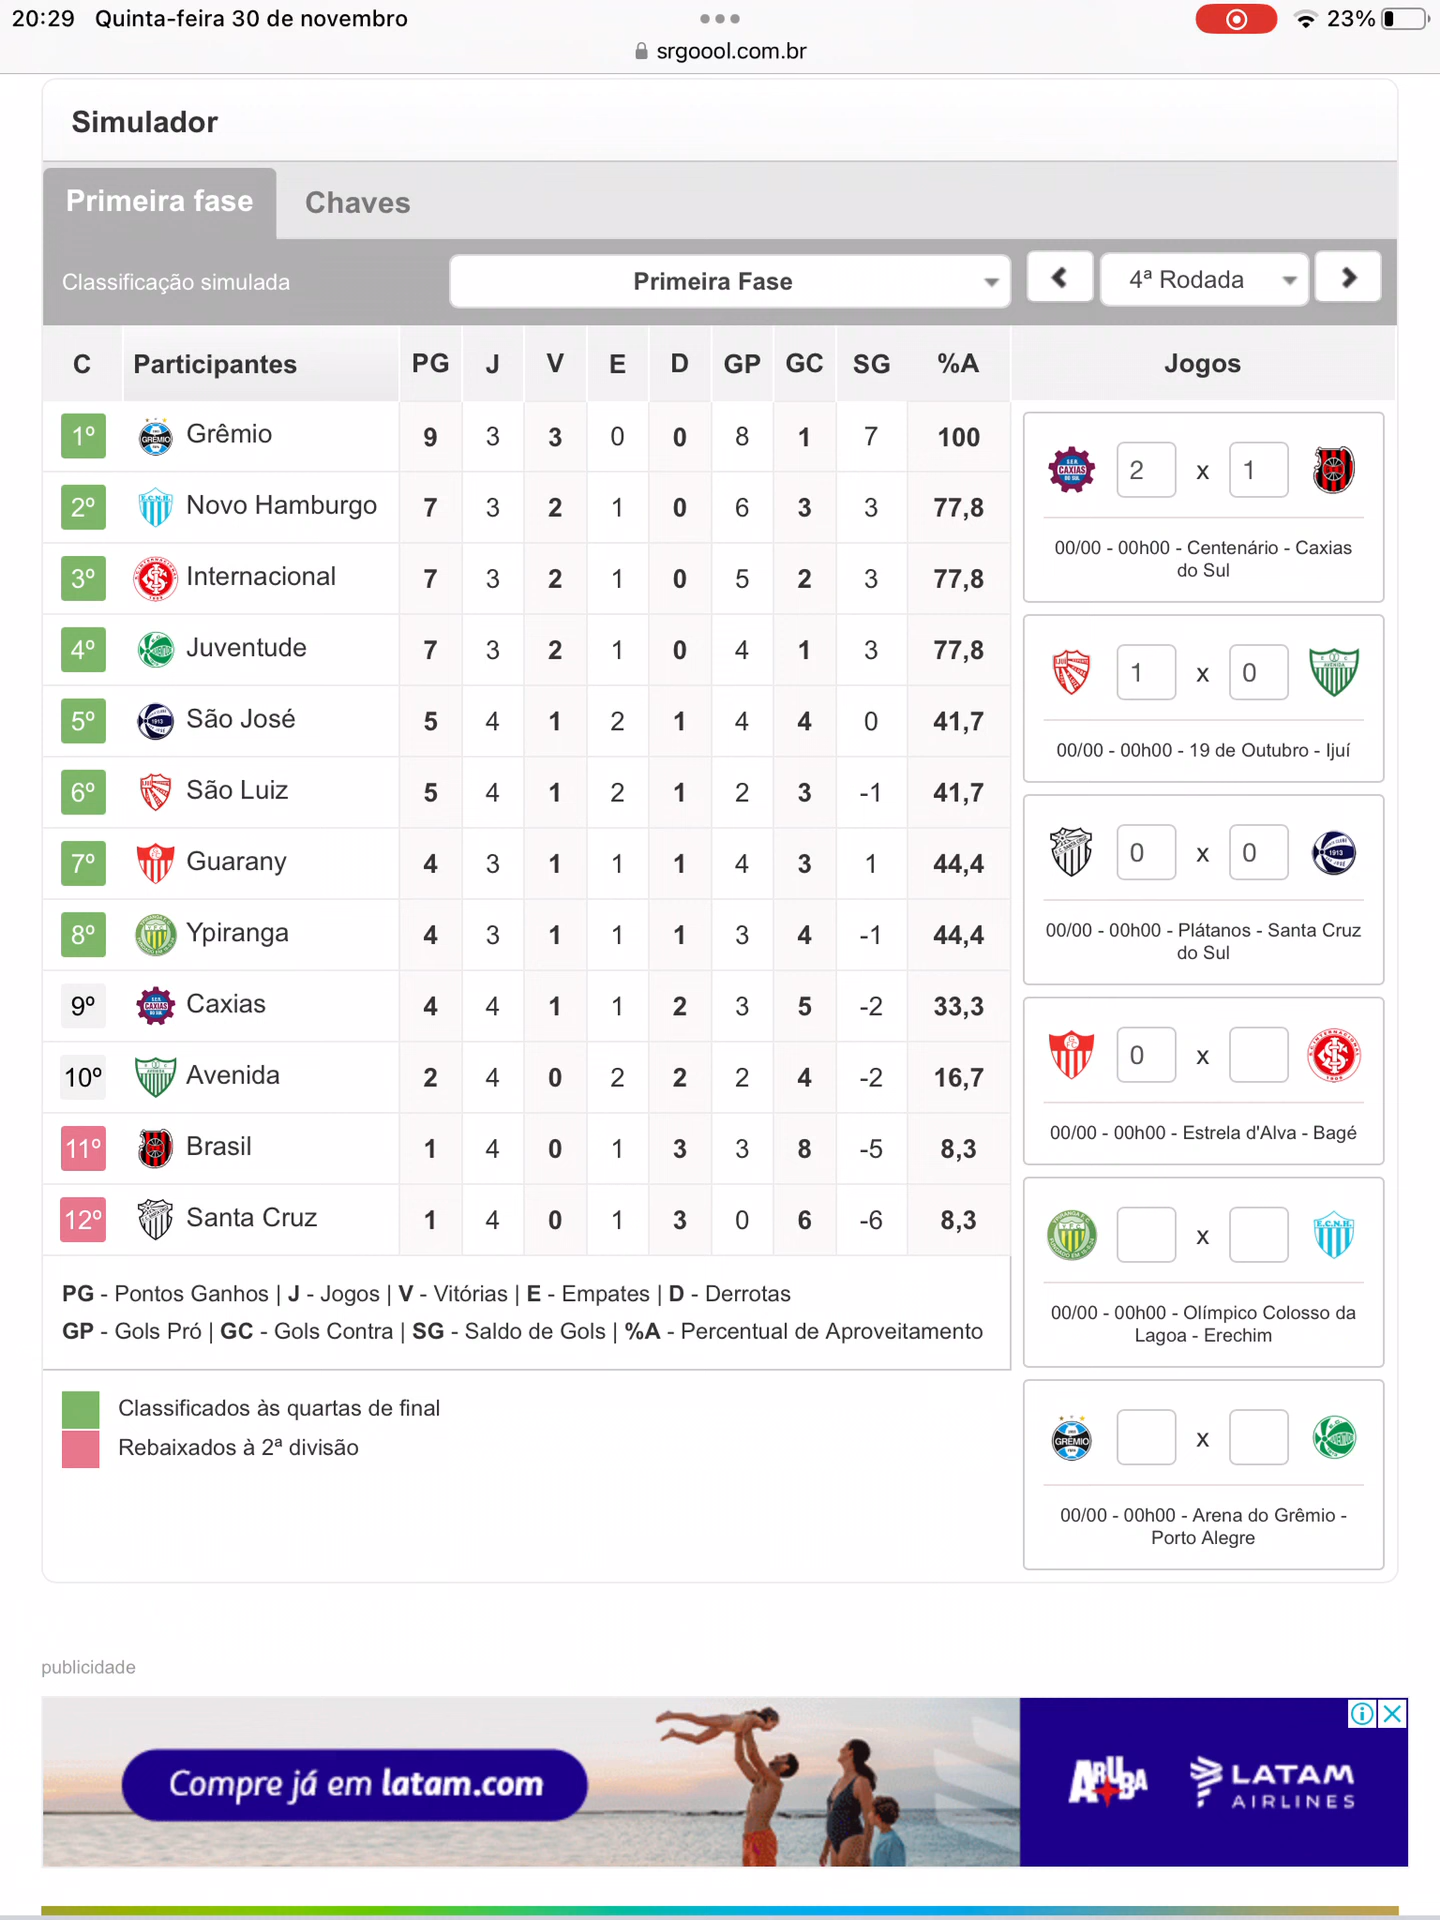 20:29 Quinta-feira 30 de novembro
23%
srgoool.com.br
Simulador
Primeira fase Chaves
Classificação simulada Primeira Fase 4ª Rodada
C Participantes PG J V E D GP GC SG %A Jogos
1º Grêmio 9 3 3 0 0 8 1 7 100
2º Novo Hamburgo 7 3 2 1 0 6 3 3 77,8
3º Internacional 7 3 2 1 0 5 2 3 77,8
4º Juventude 7 3 2 1 0 4 1 3 77,8
5º São José 5 4 1 2 1 4 4 0 41,7
6º São Luiz 5 4 1 2 1 2 3 -1 41,7
7º Guarany 4 3 1 1 1 4 3 1 44,4
8º Ypiranga 4 3 1 1 1 3 4 -1 44,4
9º Caxias 4 4 1 1 2 3 5 -2 33,3
10º Avenida 2 4 0 2 2 2 4 -2 16,7
11º Brasil 1 4 0 1 3 3 8 -5 8,3
12º Santa Cruz 1 4 0 1 3 0 6 -6 8,3
PG - Pontos Ganhos | J - Jogos | V - Vitórias | E - Empates | D - Derrotas
GP - Gols Pró | GC - Gols Contra | SG - Saldo de Gols | %A - Percentual de Aproveitamento
Classificados às quartas de final
Rebaixados à 2ª divisão
2 x 1
00/00 - 00h00 - Centenário - Caxias
do Sul
1 x 0
00/00 - 00h00 - 19 de Outubro - Ijuí
0 x 0
00/00 - 00h00 - Plátanos - Santa Cruz
do Sul
0 x
00/00 - 00h00 - Estrela d'Alva - Bagé
x
00/00 - 00h00 - Olímpico Colosso da
Lagoa - Erechim
x
00/00 - 00h00 - Arena do Grêmio -
Porto Alegre
publicidade
Compre já em latam.com
ARUBA
LATAM
AIRLINES